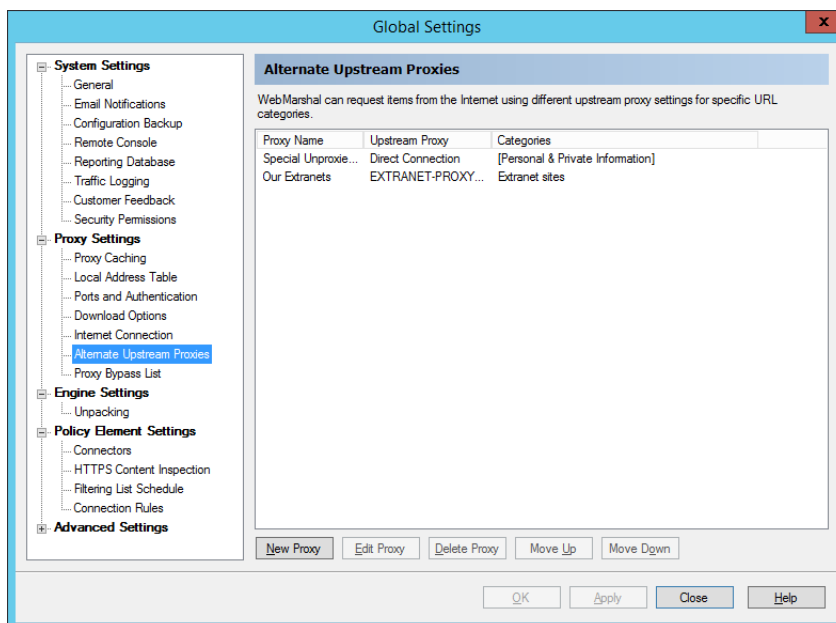 Global Settings
x
System Settings
General
Email Notifications
Configuration Backup
Remote Console
Reporting Database
Traffic Logging
Customer Feedback
Security Permissions
Proxy Settings
Proxy Caching
Local Address Table
Ports and Authentication
Download Options
Internet Connection
Alternate Upstream Proxies
Proxy Bypass List
Engine Settings
Unpacking
Policy Element Settings
Connectors
HTTPS Content Inspection
Filtering List Schedule
Connection Rules
Advanced Settings
Alternate Upstream Proxies
WebMarshal can request items from the Internet using different upstream proxy settings for specific URL
categories.
Proxy Name Upstream Proxy Categories
Special Unproxie... Direct Connection [Personal & Private Information]
Our Extranets EXTRANET-PROXY... Extranet sites
New Proxy Edit Proxy Delete Proxy Move Up Move Down
OK Apply Close Help